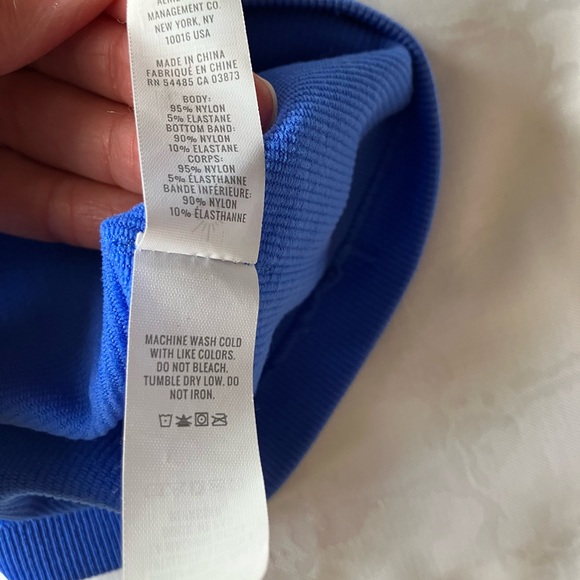 MANAGEMENT CO.
NEW YORK, NY
10016 USA
MADE IN CHINA
FABRIQUÉ EN CHINE
RN 54485 CA 03873
BODY:
95% NYLON
5% ELASTANE
BOTTOM BAND:
90% NYLON
10% ELASTANE
CORPS:
95% NYLON
5% ÉLASTHANNE
BANDE INFÉRIEURE:
90% NYLON
10% ÉLASTHANNE
MACHINE WASH COLD
WITH LIKE COLORS.
DO NOT BLEACH.
TUMBLE DRY LOW. DO
NOT IRON.